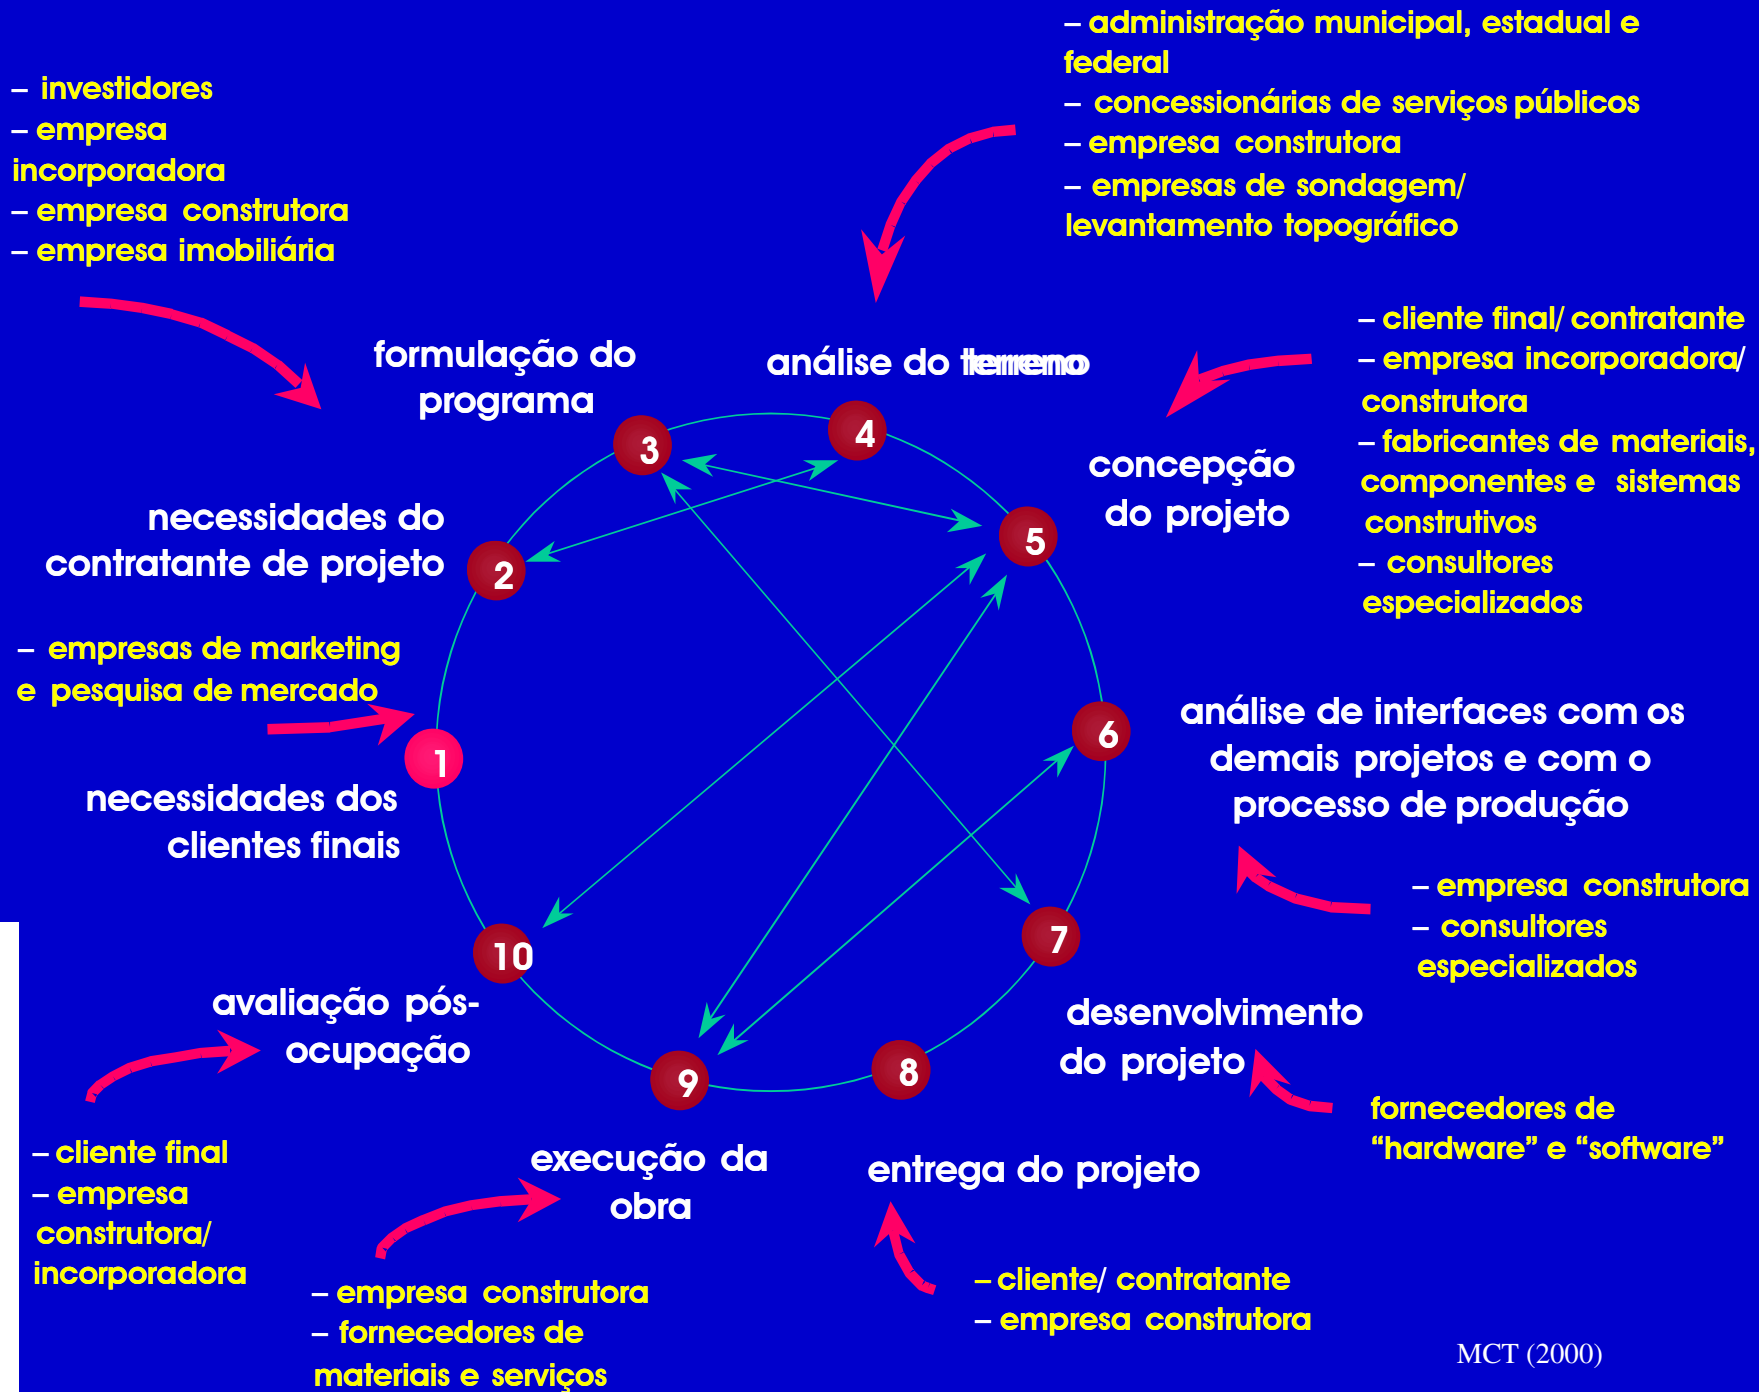 – investidores
– empresa
incorporadora
– empresa construtora
– empresa imobiliária
– administração municipal, estadual e
federal
– concessionárias de serviços públicos
– empresa construtora
– empresas de sondagem/
levantamento topográfico
formulação do
programa
análise do terreno
– cliente final/ contratante
– empresa incorporadora/
construtora
– fabricantes de materiais,
componentes e sistemas
construtivos
– consultores
especializados
3
4
concepção
do projeto
5
necessidades do
contratante de projeto
2
– empresas de marketing
e pesquisa de mercado
1
necessidades dos
clientes finais
6
análise de interfaces com os
demais projetos e com o
processo de produção
– empresa construtora
– consultores
especializados
7
desenvolvimento
do projeto
fornecedores de
“hardware” e “software”
10
avaliação pós-
ocupação
– cliente final
– empresa
construtora/
incorporadora
9
execução da
obra
– empresa construtora
– fornecedores de
materiais e serviços
8
entrega do projeto
– cliente/ contratante
– empresa construtora
MCT (2000)